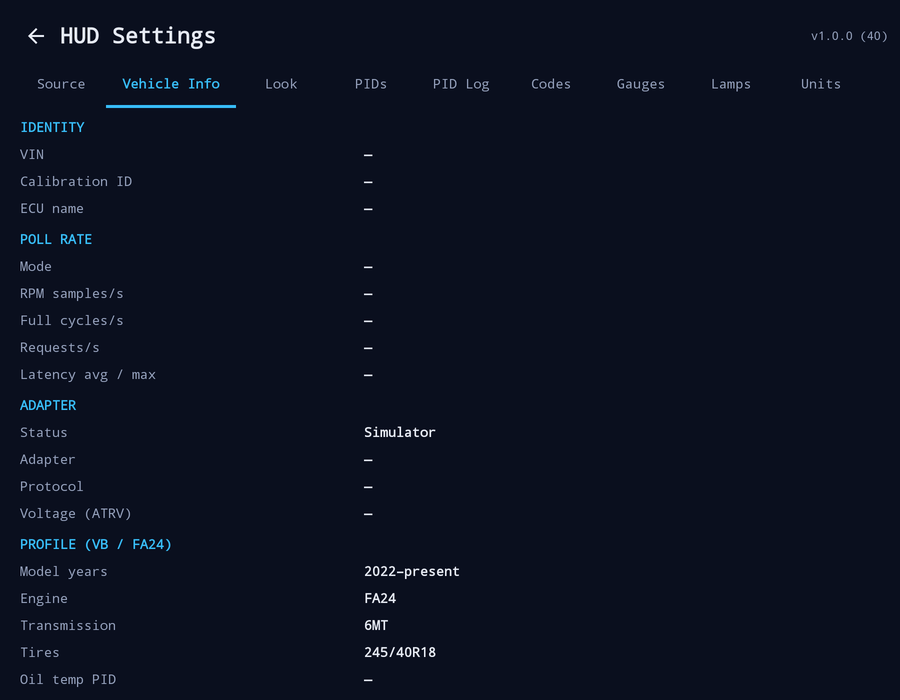 ← HUD Settings v1.0.0 (40)
Source Vehicle Info Look PIDs PID Log Codes Gauges Lamps Units
IDENTITY
VIN —
Calibration ID —
ECU name —
POLL RATE
Mode —
RPM samples/s —
Full cycles/s —
Requests/s —
Latency avg / max —
ADAPTER
Status Simulator
Adapter —
Protocol —
Voltage (ATRV) —
PROFILE (VB / FA24)
Model years 2022–present
Engine FA24
Transmission 6MT
Tires 245/40R18
Oil temp PID —